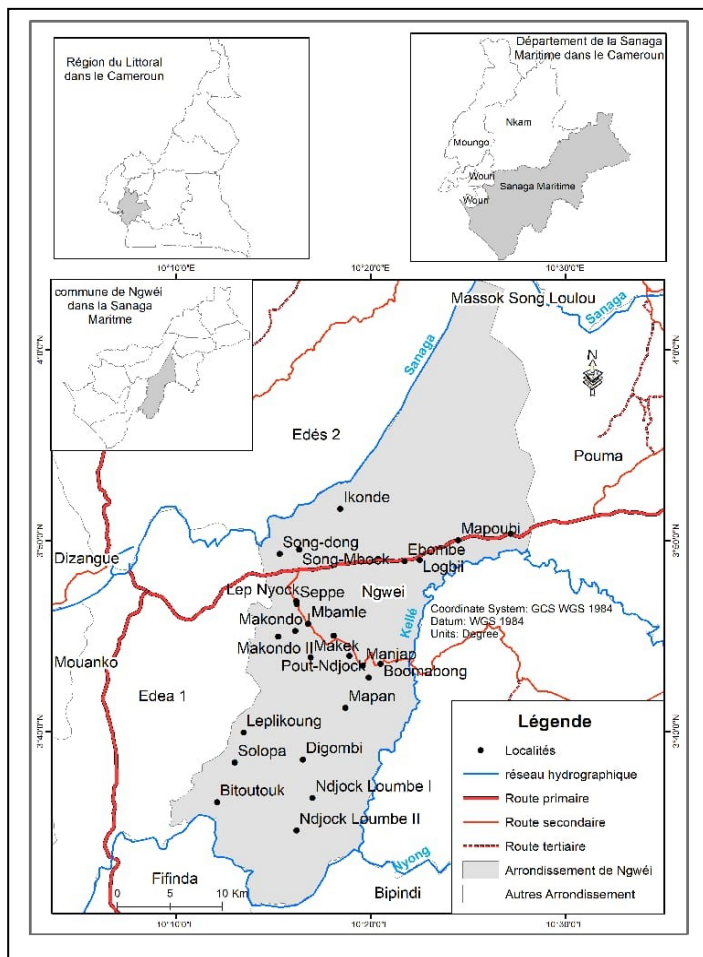 Région du Littoral
dans le Cameroun
Département de la Sanaga
Maritime dans le Cameroun
Nkam
Moungo
Wouri
Wouri
Sanaga Maritime
10°10'0"E
10°20'0"E
10°30'0"E
commune de Ngwéi
dans la Sanaga
Maritme
Massok Song Loulou
Sanaga
Sanaga
4°0'0"N
4°0'0"N
N
Edés 2
Pouma
Ikonde
Mapoubi
3°50'0"N
3°50'0"N
Song-dong
Song-Mbock
Ebombe
Logbil
Dizangue
Lep Nyock
Seppe
Ngwei
Mbamle
Kellé
Coordinate System: GCS WGS 1984
Datum: WGS 1984
Units: Degree
Makondo I
Makondo II
Makek
Manjap
Pout-Ndjock
Boomabong
Mouanko
Edea 1
Mapan
3°40'0"N
3°40'0"N
Leplikoung
Solopa
Digombi
Bitoutouk
Ndjock Loumbe I
Ndjock Loumbe II
Nyong
Fifinda
Bipindi
0 5 10 Km
Légende
Localités
réseau hydrographique
Route primaire
Route secondaire
Route tertiaire
Arrondissement de Ngwéi
Autres Arrondissement
10°10'0"E
10°20'0"E
10°30'0"E